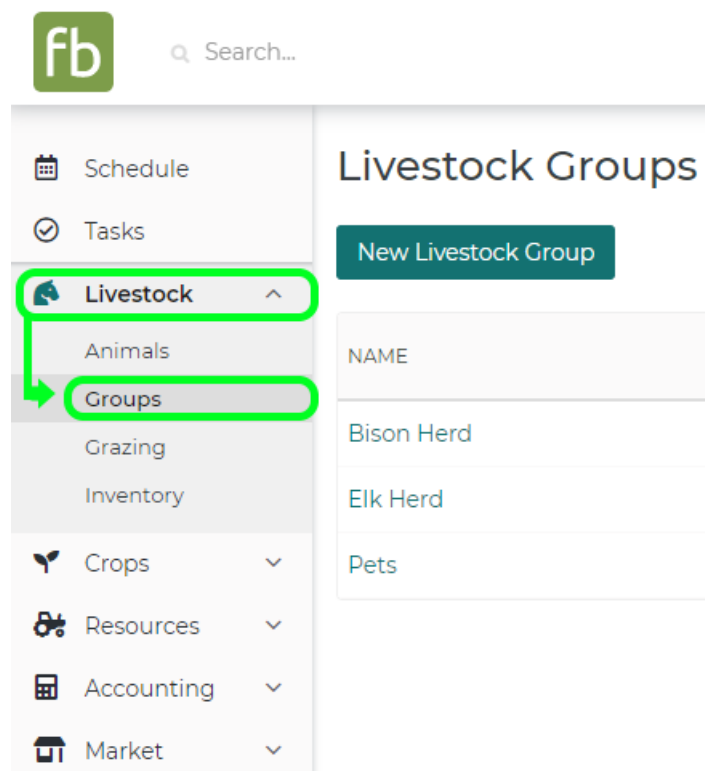 fb
Search...
Schedule
Tasks
Livestock
Animals
Groups
Grazing
Inventory
Crops
Resources
Accounting
Market
Livestock Groups
New Livestock Group
NAME
Bison Herd
Elk Herd
Pets